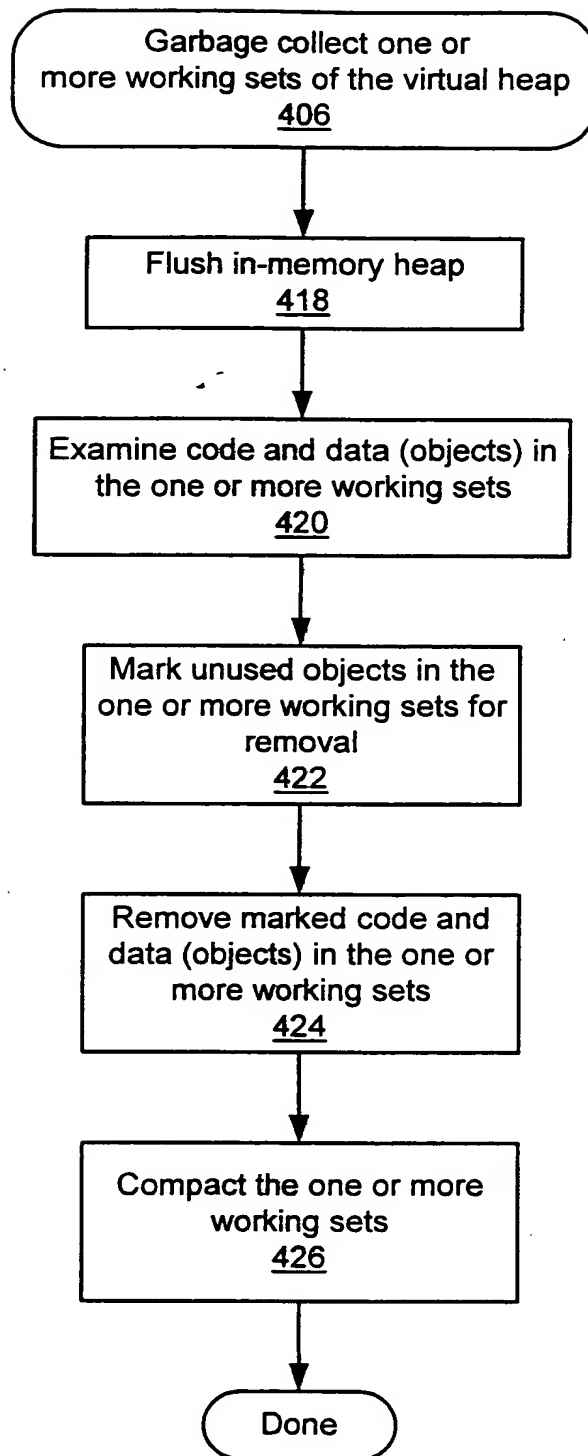 Garbage collect one or
more working sets of the virtual heap
406
Flush in-memory heap
418
Examine code and data (objects) in
the one or more working sets
420
Mark unused objects in the
one or more working sets for
removal
422
Remove marked code and
data (objects) in the one or
more working sets
424
Compact the one or more
working sets
426
Done